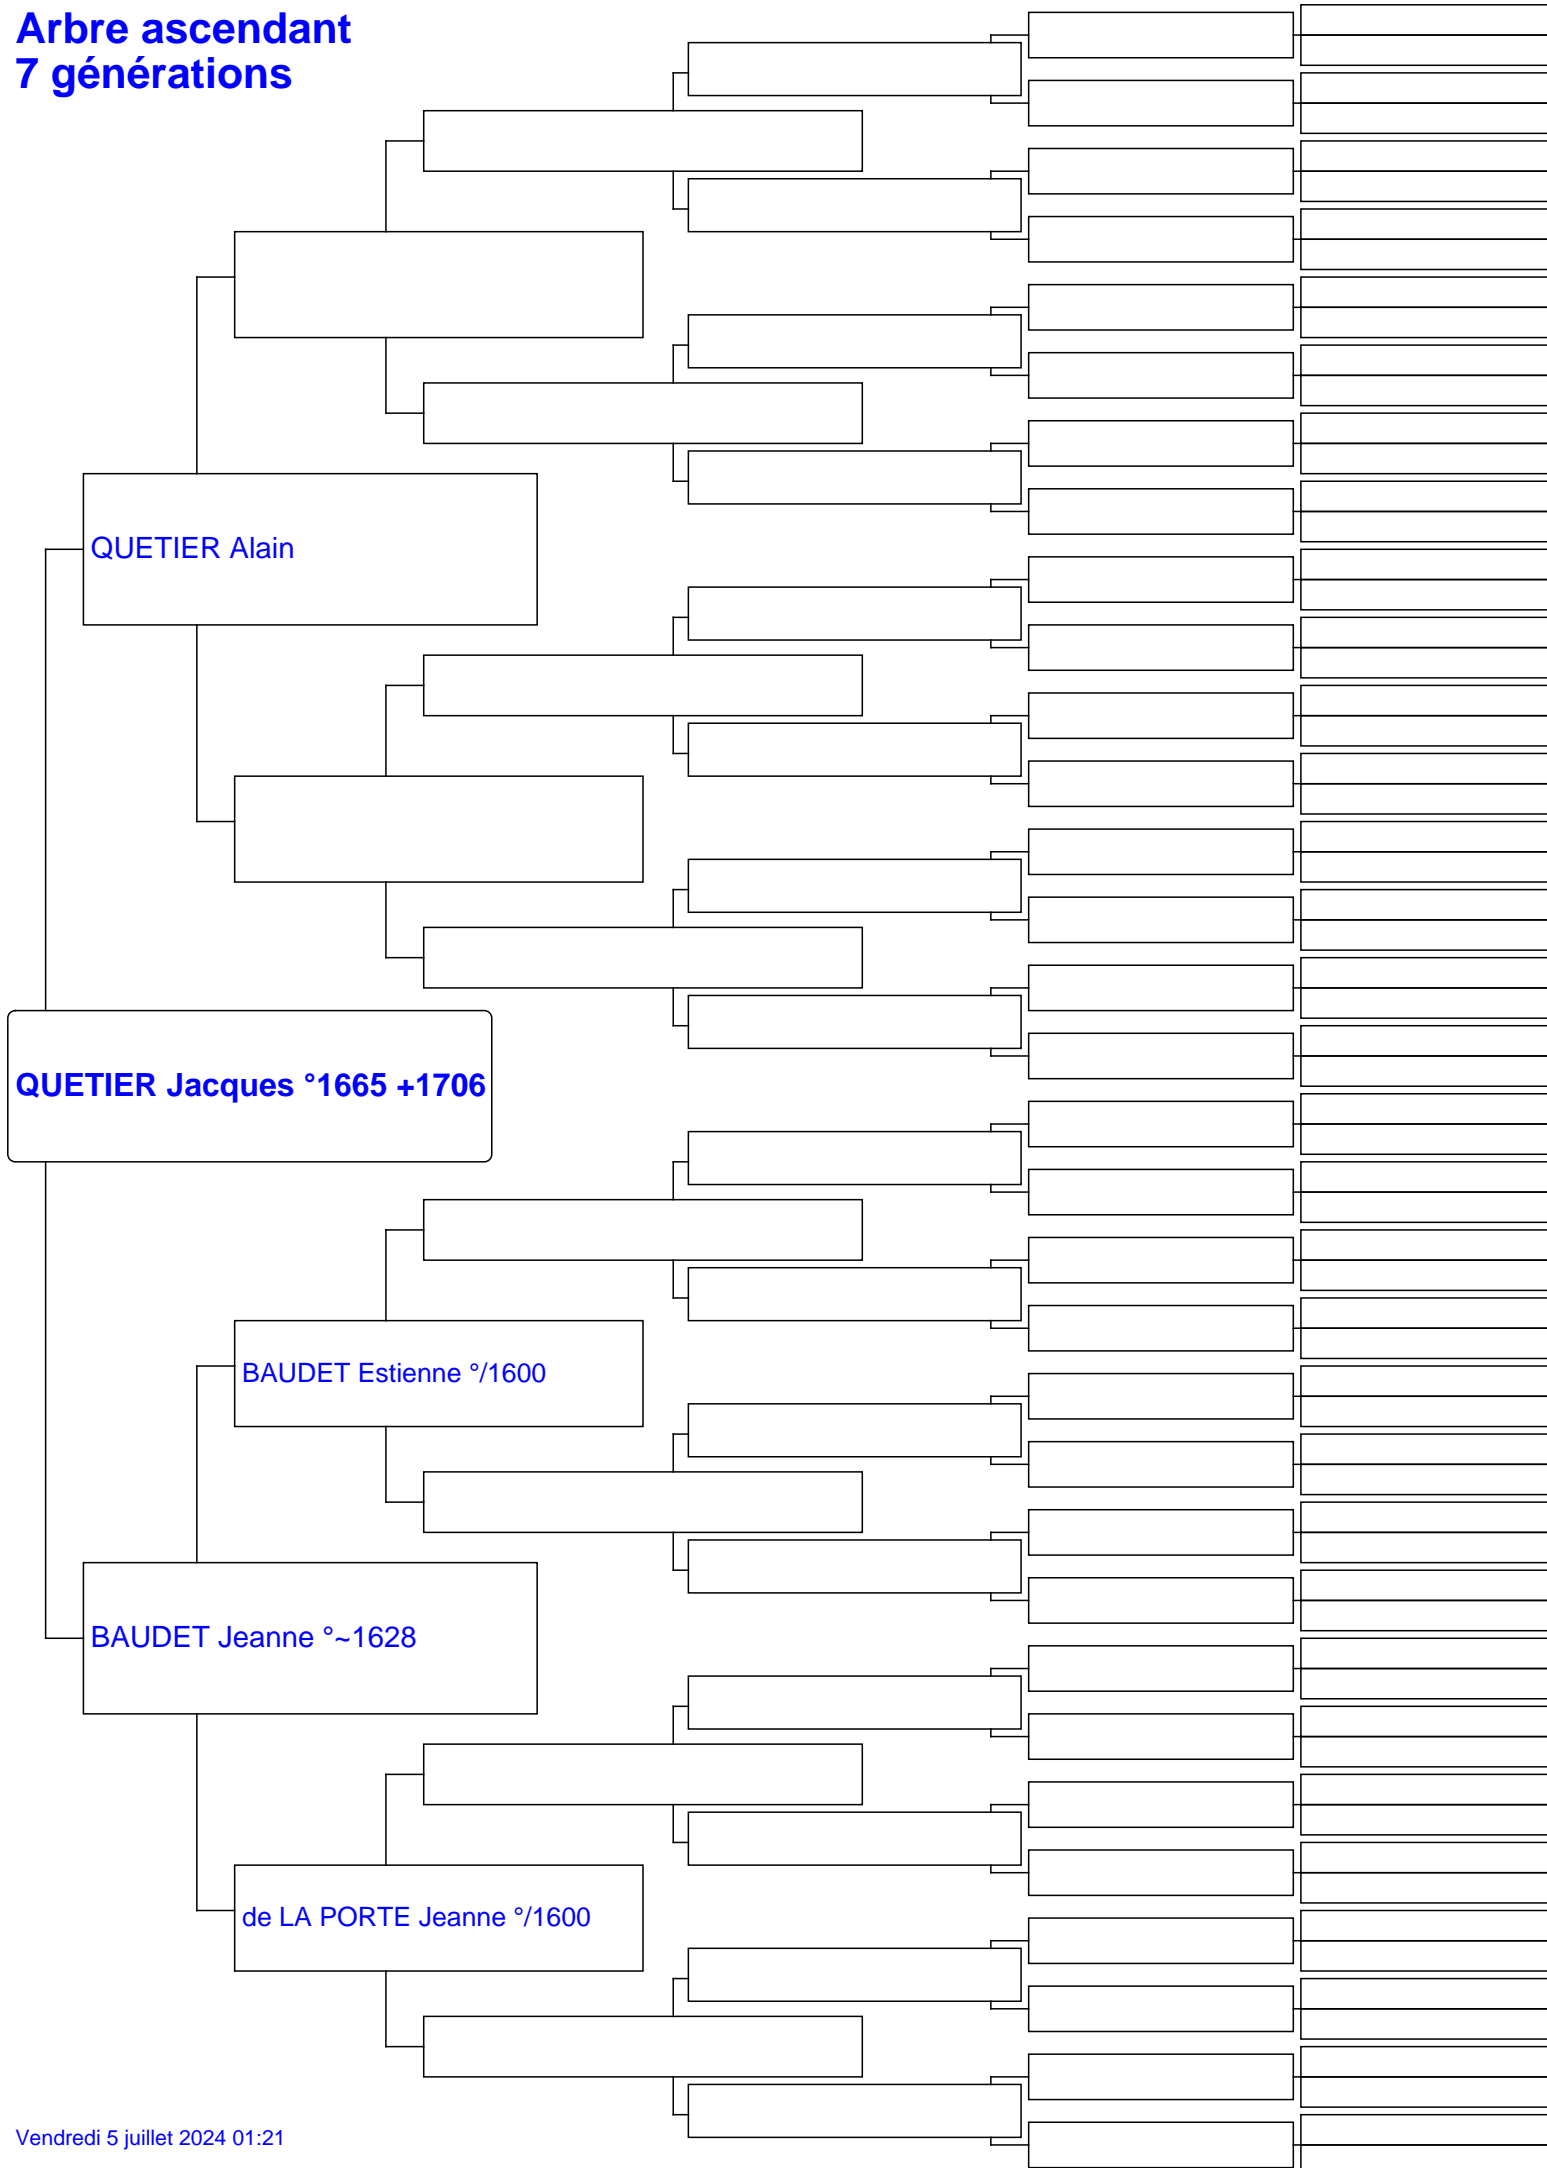 Arbre ascendant
7 générations
QUETIER Alain
QUETIER Jacques °1665 +1706
BAUDET Estienne °/1600
BAUDET Jeanne °~1628
de LA PORTE Jeanne °/1600
Vendredi 5 juillet 2024 01:21